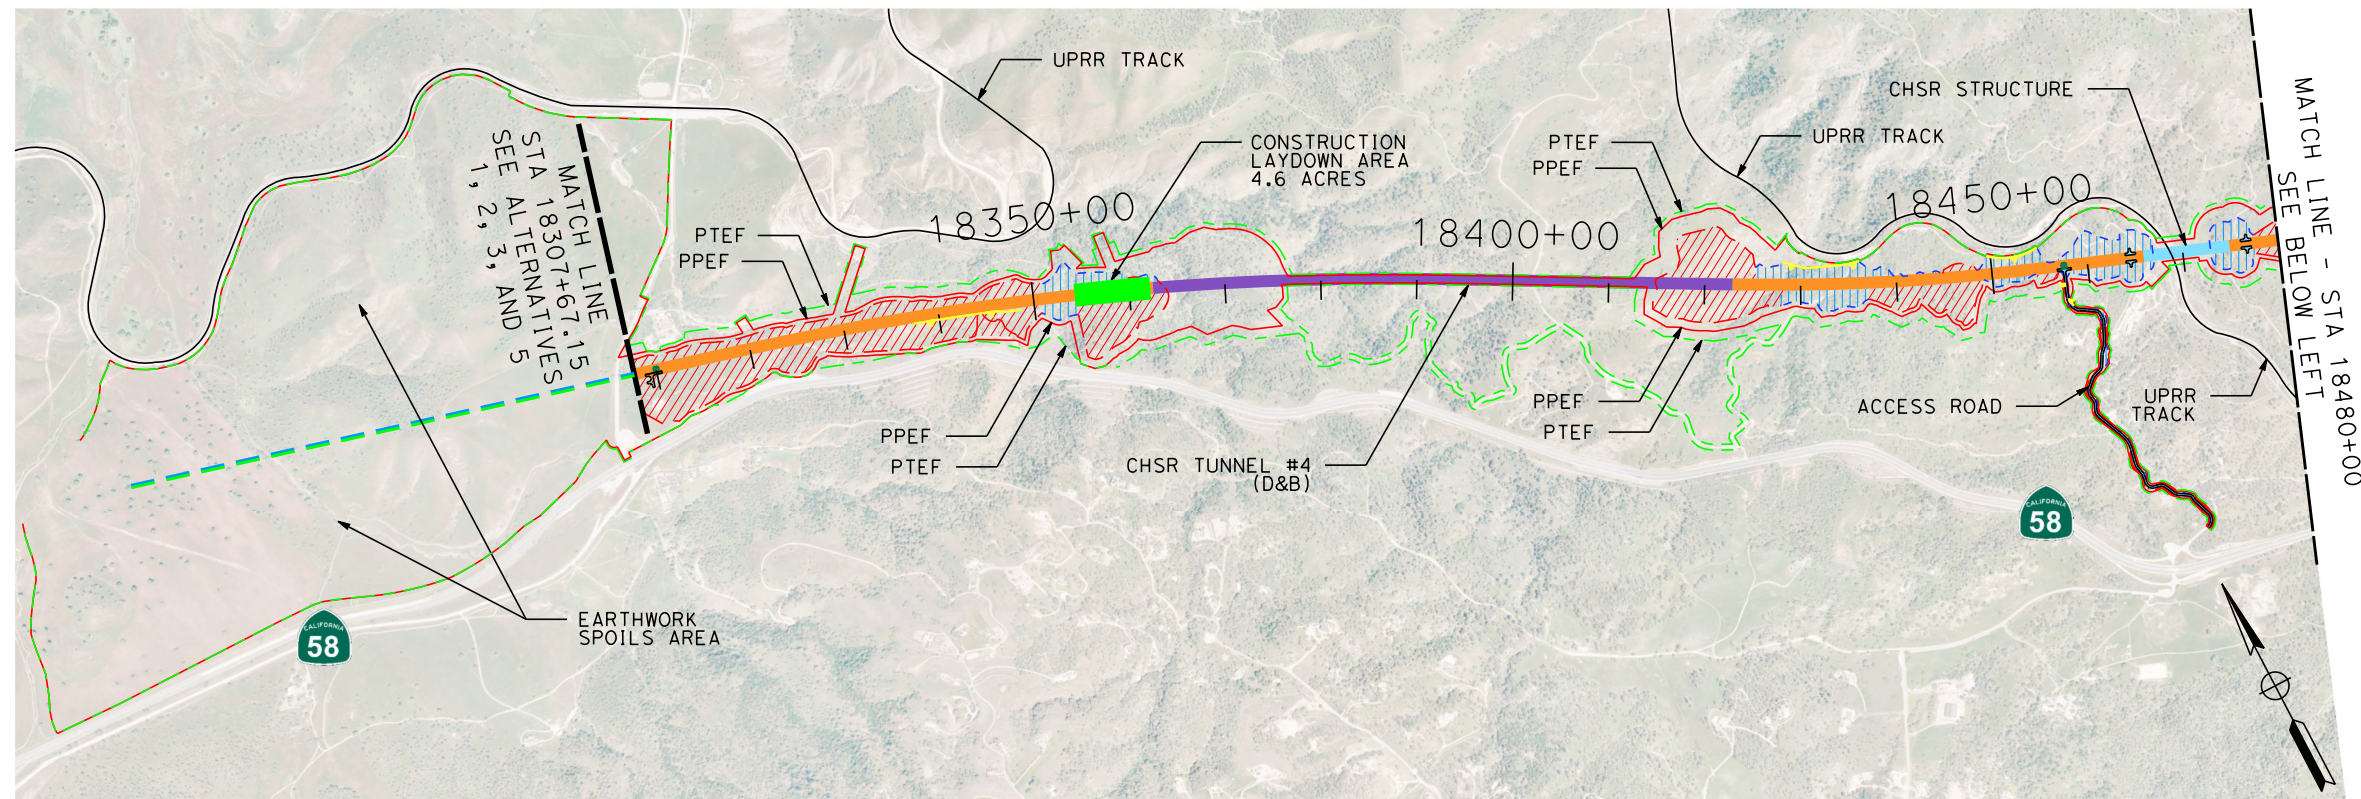 UPRR TRACK
CHSR STRUCTURE
MATCH LINE - STA 18480+00
SEE BELOW LEFT
MATCH LINE
STA 18307+67.15
SEE ALTERNATIVES
1, 2, 3, AND 5
CONSTRUCTION
LAYDOWN AREA
4.6 ACRES
PTEF
PPEF
UPRR TRACK
18350+00
18400+00
18450+00
PTEF
PPEF
PPEF
PTEF
CHSR TUNNEL #4
(D&B)
PPEF
PTEF
ACCESS ROAD
UPRR
TRACK
CALIFORNIA
58
EARTHWORK
SPOILS AREA
CALIFORNIA
58